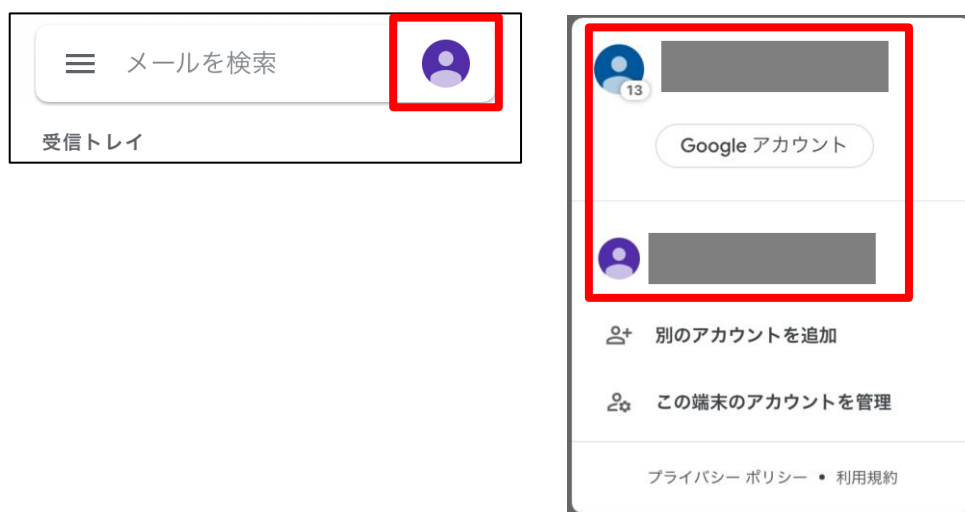 メールを検索
受信トレイ
13
Google アカウント
別のアカウントを追加
この端末のアカウントを管理
プライバシー ポリシー • 利用規約